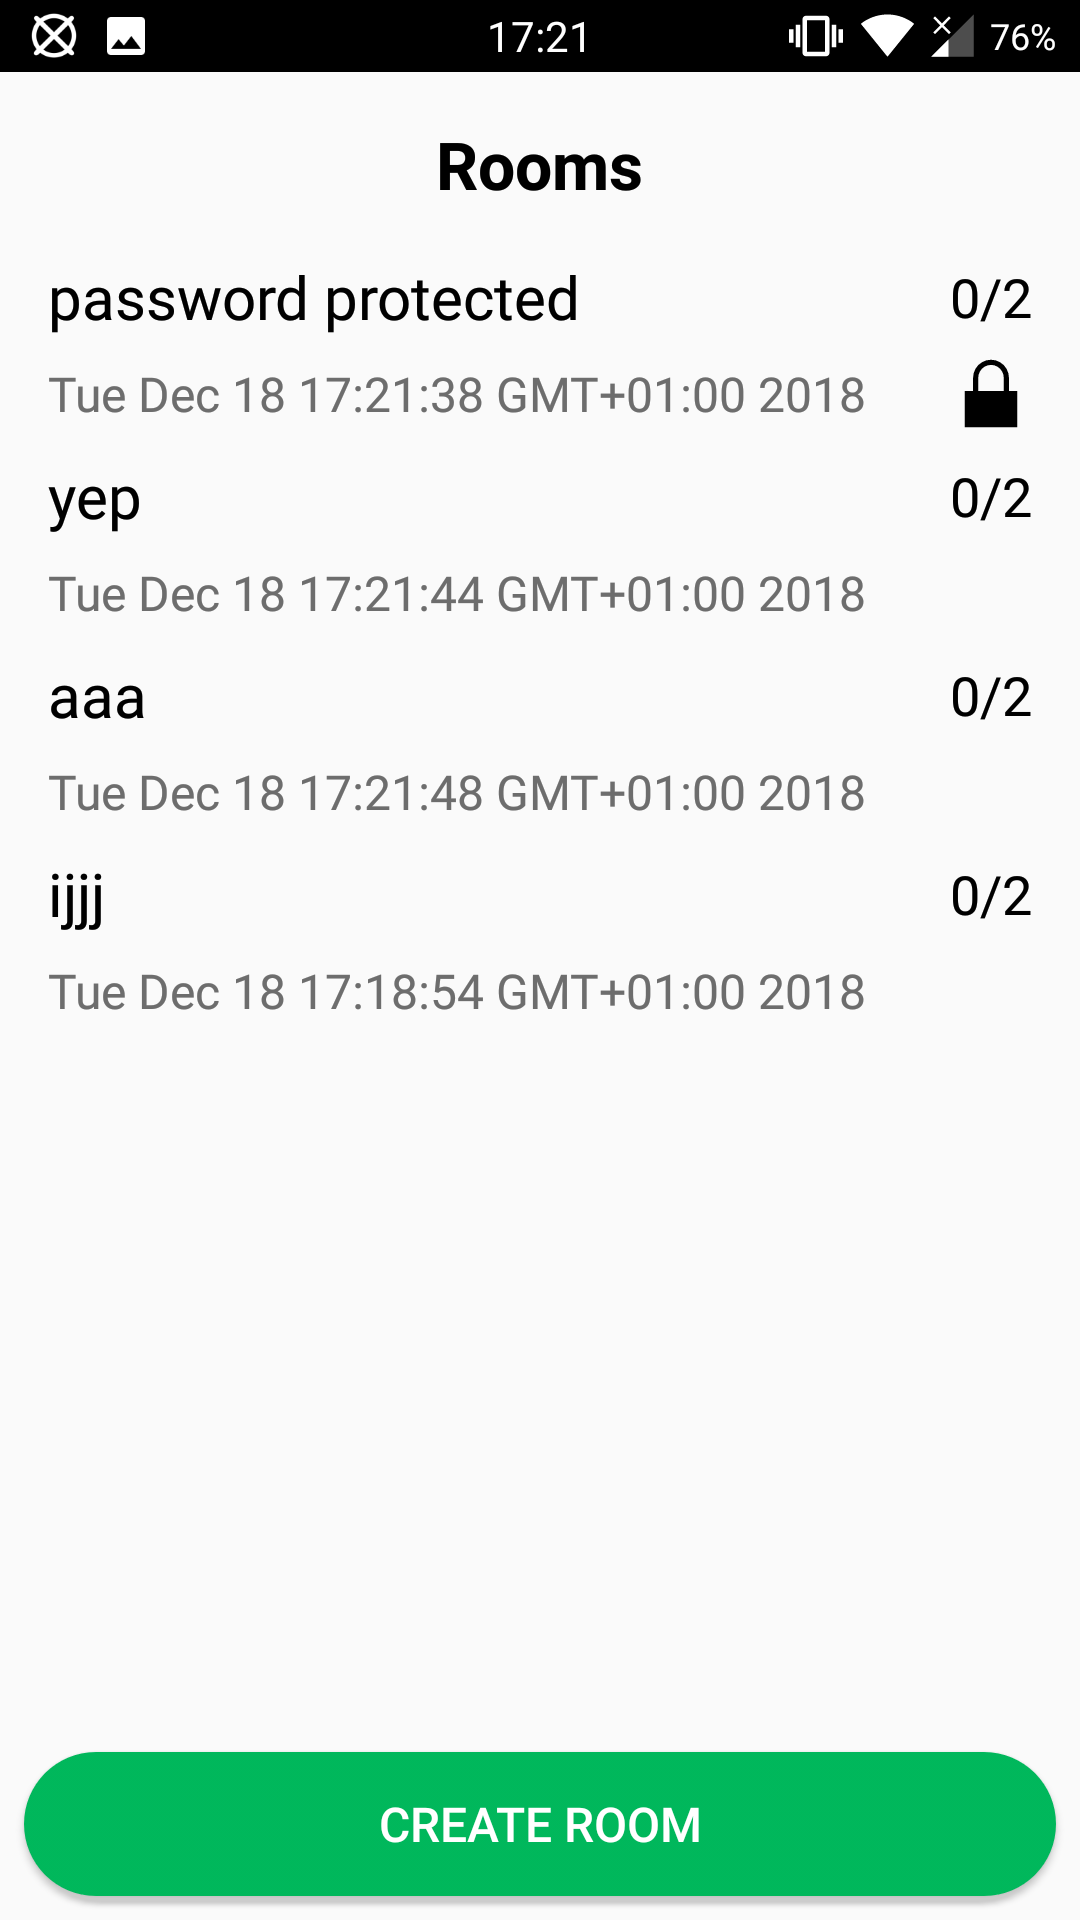 17:21 76%
Rooms
password protected 0/2
Tue Dec 18 17:21:38 GMT+01:00 2018
yep 0/2
Tue Dec 18 17:21:44 GMT+01:00 2018
aaa 0/2
Tue Dec 18 17:21:48 GMT+01:00 2018
ijjj 0/2
Tue Dec 18 17:18:54 GMT+01:00 2018
CREATE ROOM